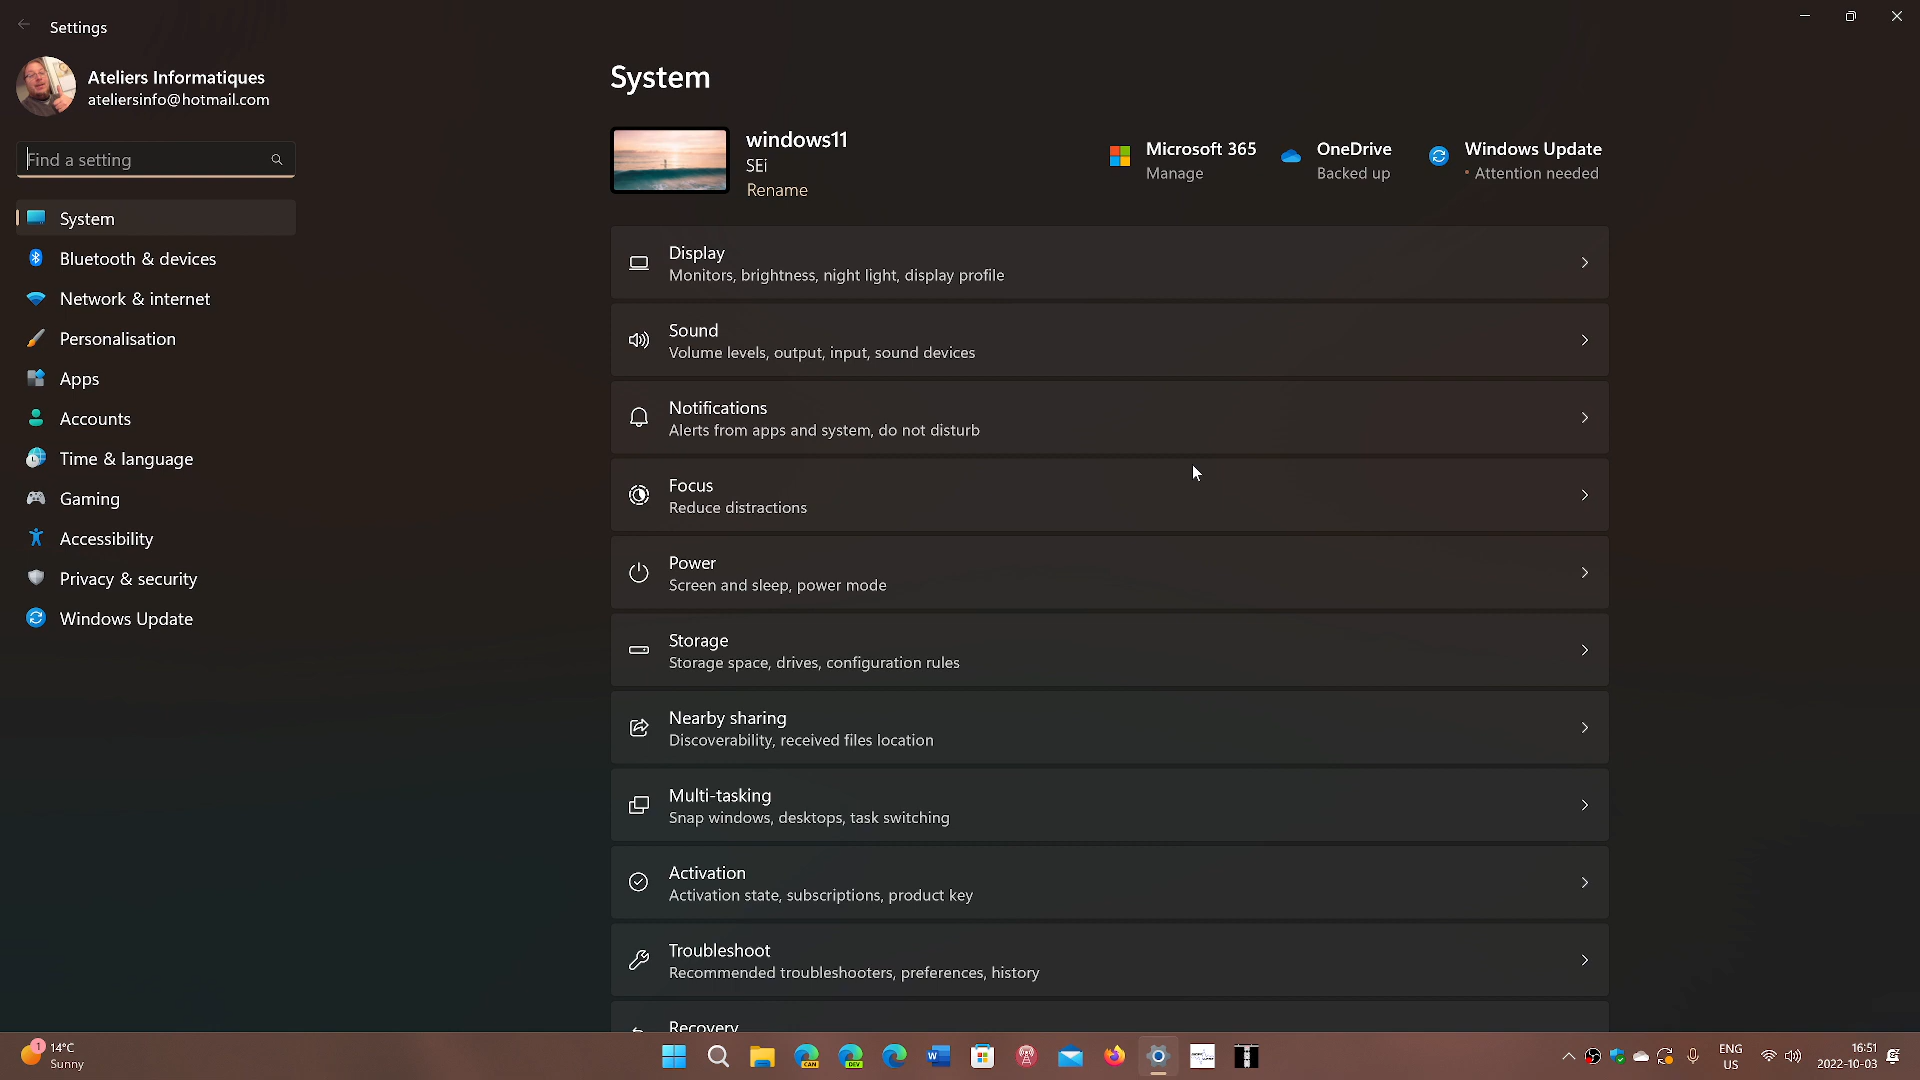 Settings
Ateliers Informatiques
ateliersinfo@hotmail.com
Find a setting
System
Bluetooth & devices
Network & internet
Personalisation
Apps
Accounts
Time & language
Gaming
Accessibility
Privacy & security
Windows Update
System
windows11
SEi
Rename
Microsoft 365
Manage
OneDrive
Backed up
Windows Update
Attention needed
Display
Monitors, brightness, night light, display profile
Sound
Volume levels, output, input, sound devices
Notifications
Alerts from apps and system, do not disturb
Focus
Reduce distractions
Power
Screen and sleep, power mode
Storage
Storage space, drives, configuration rules
Nearby sharing
Discoverability, received files location
Multi-tasking
Snap windows, desktops, task switching
Activation
Activation state, subscriptions, product key
Troubleshoot
Recommended troubleshooters, preferences, history
Recovery
1
14°C
Sunny
CAN
DEV
W
ENG
US
16:51
2022-10-03